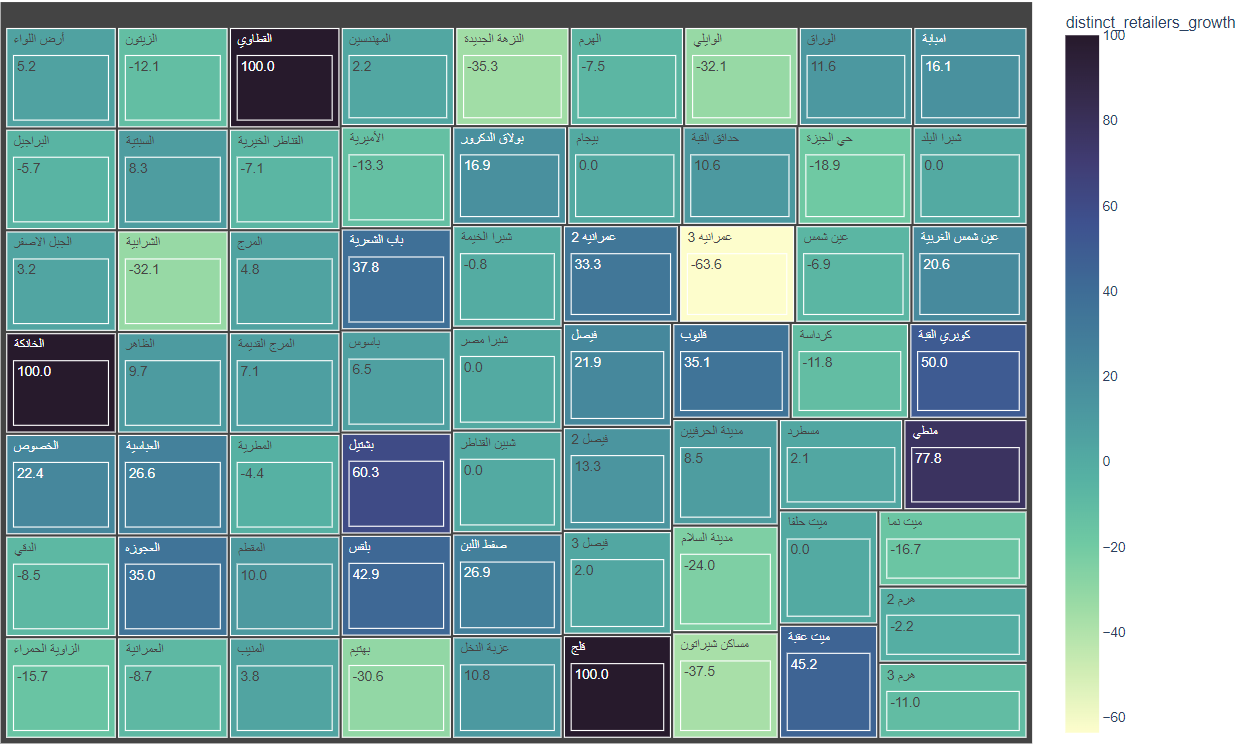 distinct_retailers_growth
أرض اللواء
5.2
الزيتون
-12.1
القطاوي
100.0
المهندسين
2.2
النزهة الجديدة
-35.3
الهرم
-7.5
الوايلي
-32.1
الوراق
11.6
امبابة
16.1
البراجيل
-5.7
السبتية
8.3
القناطر الخيرية
-7.1
الأميرية
-13.3
بولاق الدكرور
16.9
بيجام
0.0
حدائق القبة
10.6
حي الجيزة
-18.9
شبرا البلد
0.0
الجبل الاصفر
3.2
الشرابية
-32.1
المرج
4.8
باب الشعرية
37.8
شبرا الخيمة
-0.8
عمرانيه 2
33.3
عمرانيه 3
-63.6
عين شمس
-6.9
عين شمس الغربية
20.6
الخانكة
100.0
الظاهر
9.7
المرج القديمة
7.1
باسوس
6.5
شبرا مصر
0.0
فيصل
21.9
قليوب
35.1
كرداسة
-11.8
كوبري القبة
50.0
الخصوص
22.4
العباسية
26.6
المطرية
-4.4
بشتيل
60.3
شبين القناطر
0.0
فيصل 2
13.3
مدينة الحرفيين
8.5
مسطرد
2.1
منطي
77.8
الدقي
-8.5
العجوزه
35.0
المقطم
10.0
بلقس
42.9
صفط اللبن
26.9
فيصل 3
2.0
مدينة السلام
-24.0
ميت حلفا
0.0
ميت نما
-16.7
هرم 2
-2.2
الزاوية الحمراء
-15.7
العمرانية
-8.7
المنيب
3.8
بهتيم
-30.6
عزبة النخل
10.8
قلج
100.0
مساكن شيراتون
-37.5
ميت عقبة
45.2
هرم 3
-11.0
100
80
60
40
20
0
−20
−40
−60